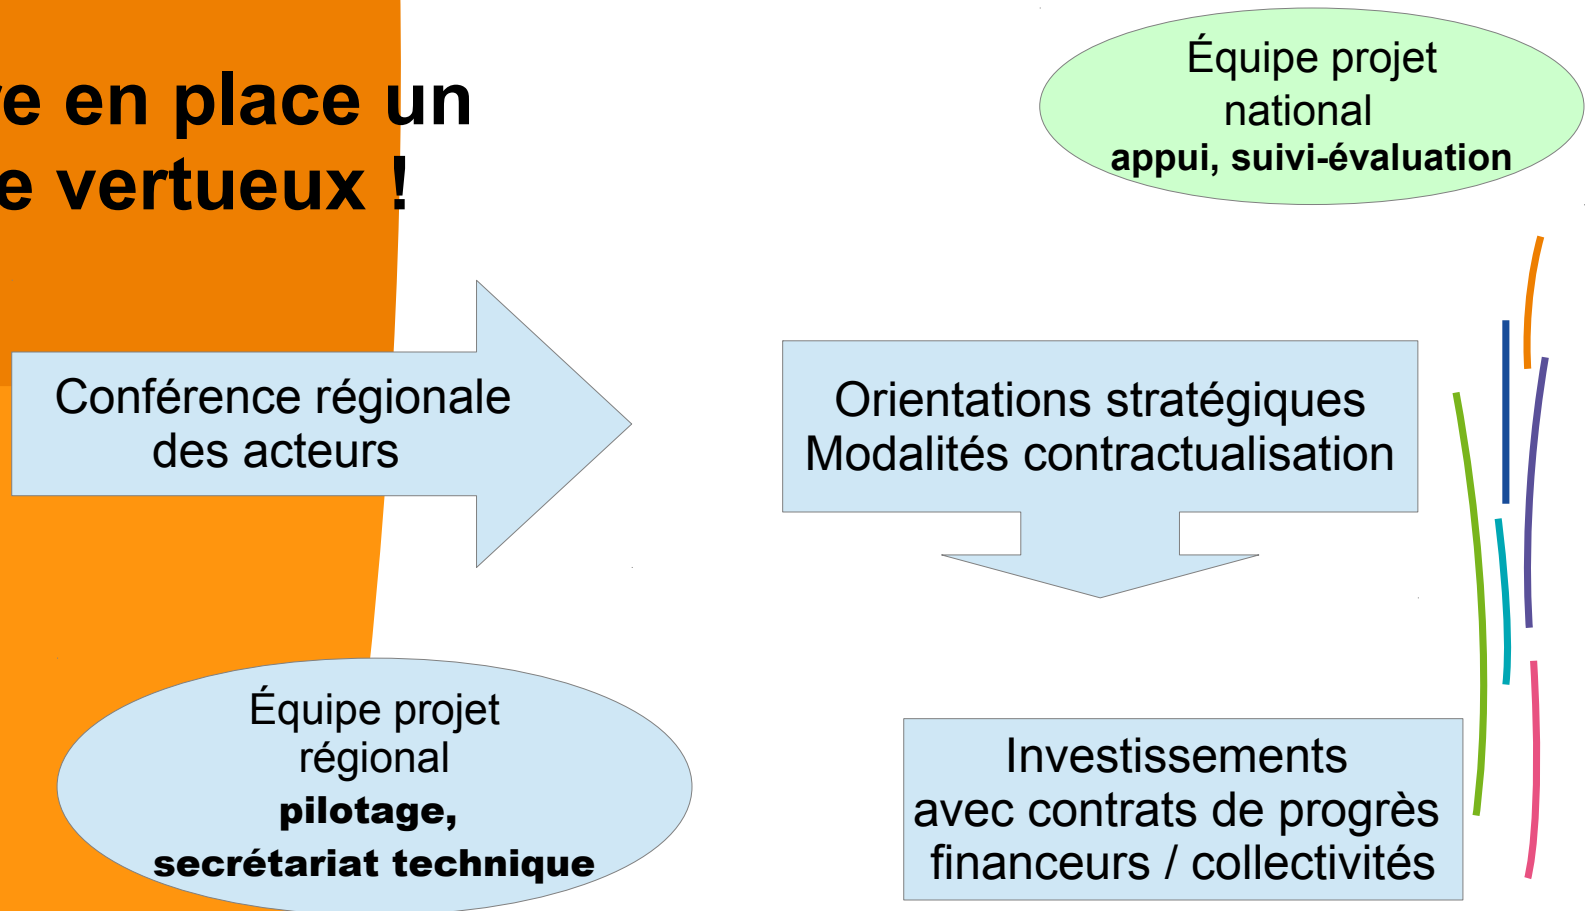 en place un
vertueux !
Équipe projet
national
appui, suivi-évaluation
Conférence régionale
des acteurs
Orientations stratégiques
Modalités contractualisation
Équipe projet
régional
pilotage,
secrétariat technique
Investissements
avec contrats de progrès
financeurs / collectivités